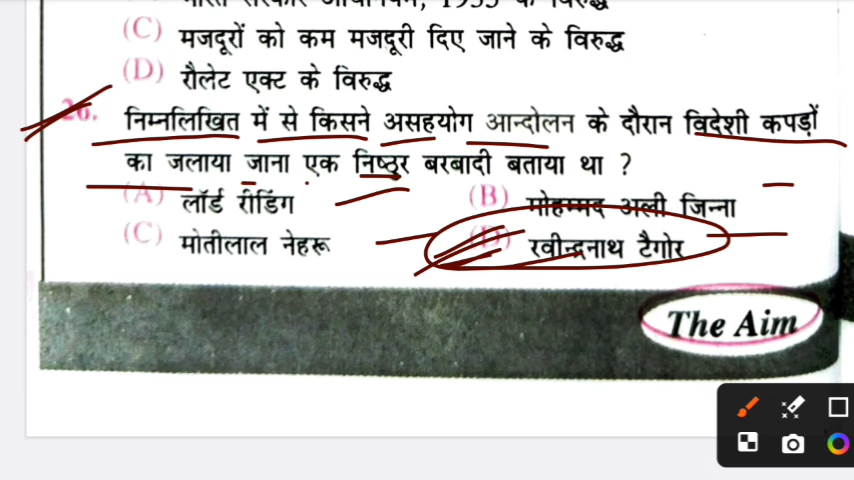 (C) मजदूरों को कम मजदूरी दिए जाने के विरुद्ध
(D) रौलेट एक्ट के विरुद्ध
26. निम्नलिखित में से किसने असहयोग आन्दोलन के दौरान विदेशी कपड़ों
का जलाया जाना एक निष्ठुर बरबादी बताया था ?
(A) लॉर्ड रीडिंग (B) मोहम्मद अली जिन्ना
(C) मोतीलाल नेहरू (D) रवीन्द्रनाथ टैगोर
The Aim